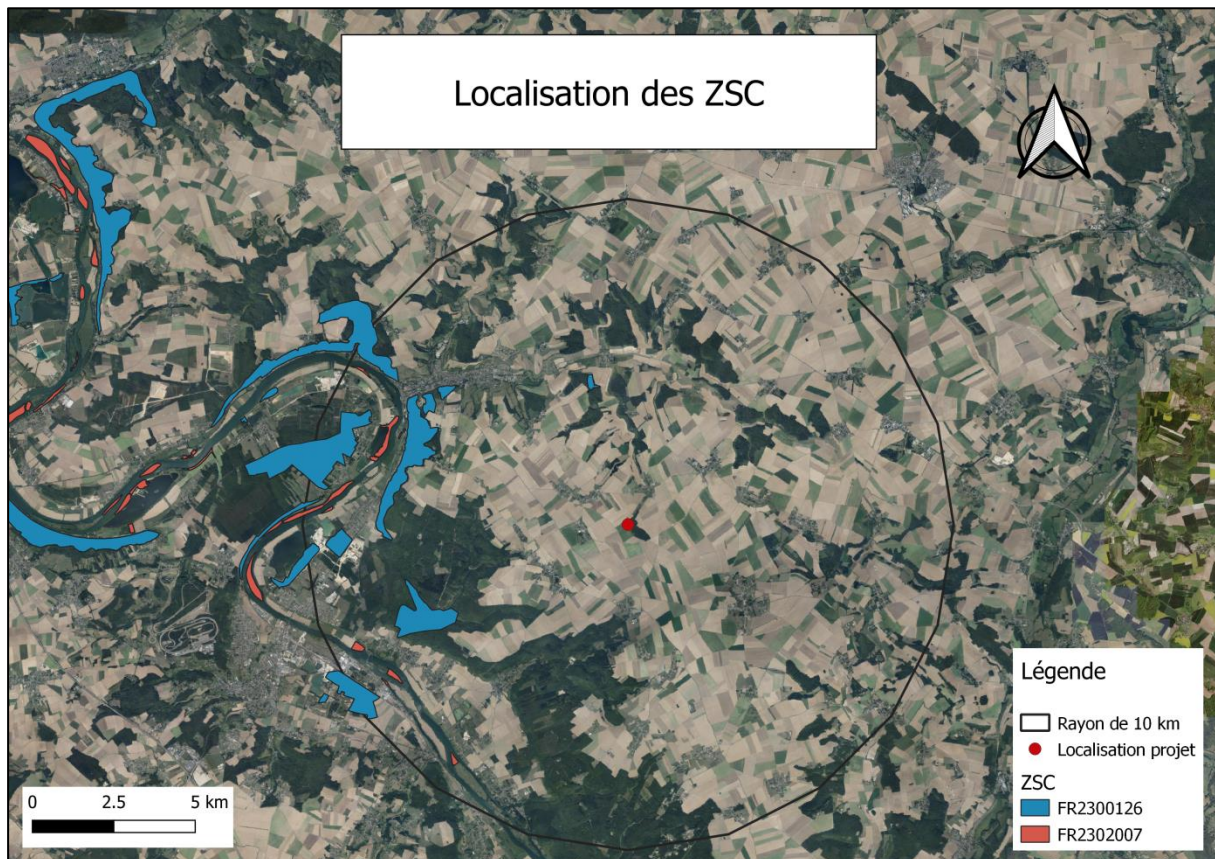 Localisation des ZSC
Légende
Rayon de 10 km
Localisation projet
ZSC
FR2300126
FR2302007
0 2.5 5 km